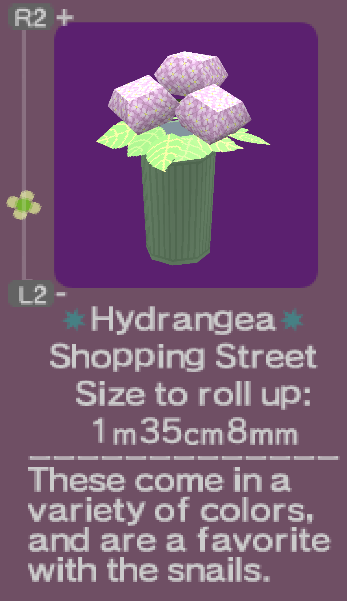 R2 +
L2 -
Hydrangea
Shopping Street
Size to roll up:
1m35cm8mm
These come in a
variety of colors,
and are a favorite
with the snails.